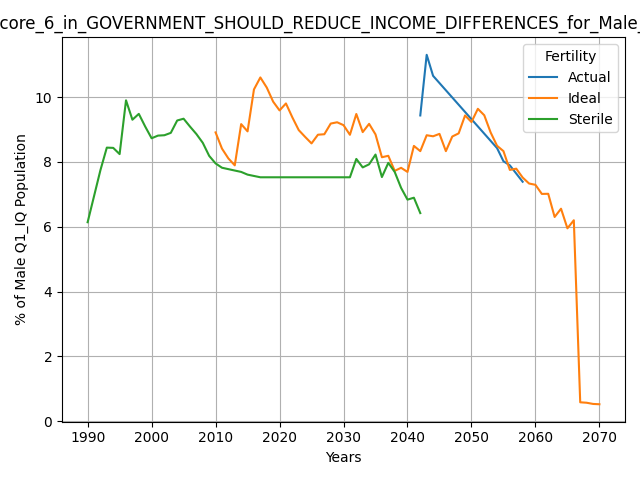 core_6_in_GOVERNMENT_SHOULD_REDUCE_INCOME_DIFFERENCES_for_Male_
Fertility
Actual
Ideal
Sterile
% of Male Q1_IQ Population
10
8
6
4
2
0
1990 2000 2010 2020 2030 2040 2050 2060 2070
Years